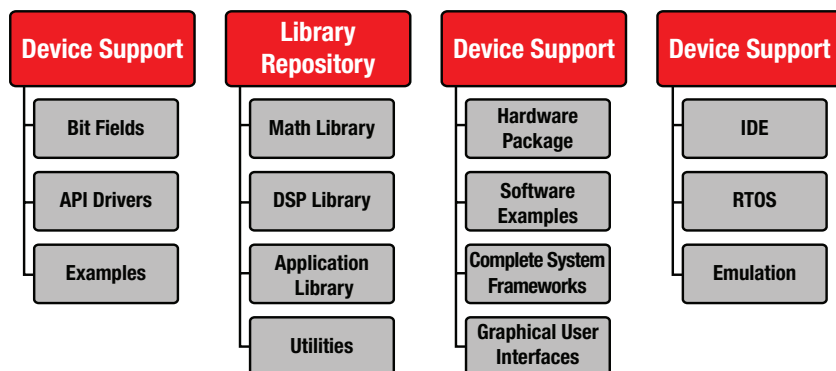 Device Support
Bit Fields
API Drivers
Examples
Library
Repository
Math Library
DSP Library
Application
Library
Utilities
Device Support
Hardware
Package
Software
Examples
Complete System
Frameworks
Graphical User
Interfaces
Device Support
IDE
RTOS
Emulation